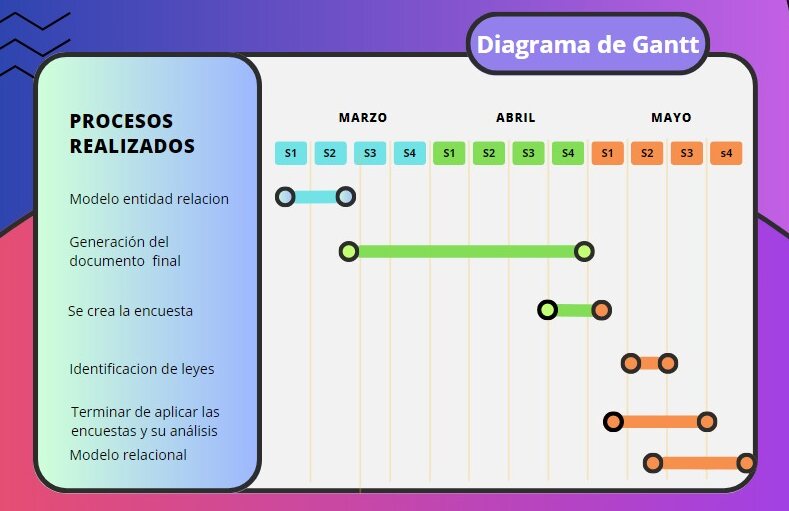 Diagrama de Gantt
PROCESOS
REALIZADOS
MARZO ABRIL MAYO
S1 S2 S3 S4 S1 S2 S3 S4 S1 S2 S3 s4
Modelo entidad relacion
Generación del
documento final
Se crea la encuesta
Identificacion de leyes
Terminar de aplicar las
encuestas y su análisis
Modelo relacional